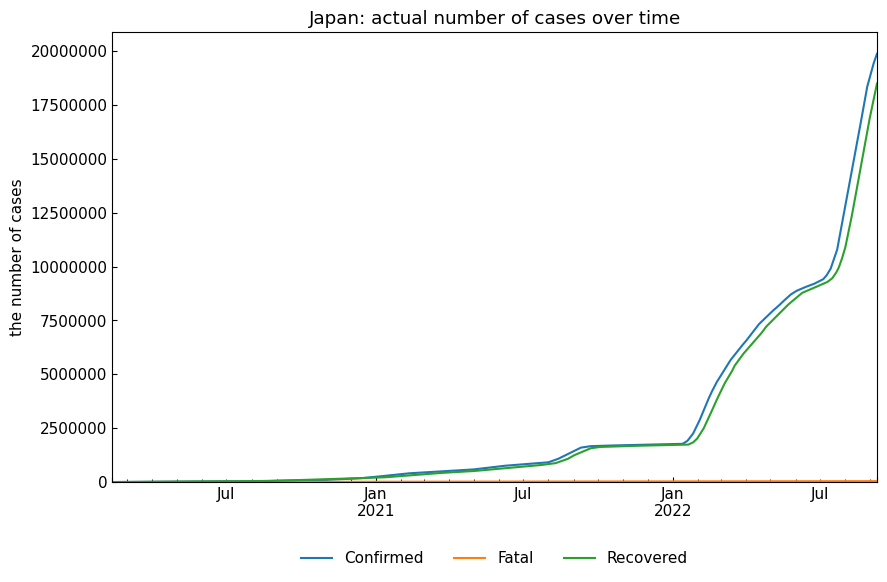 Japan: actual number of cases over time
the number of cases
20000000
17500000
15000000
12500000
10000000
7500000
5000000
2500000
0
Jul
Jan
2021
Jul
Jan
2022
Jul
Confirmed
Fatal
Recovered